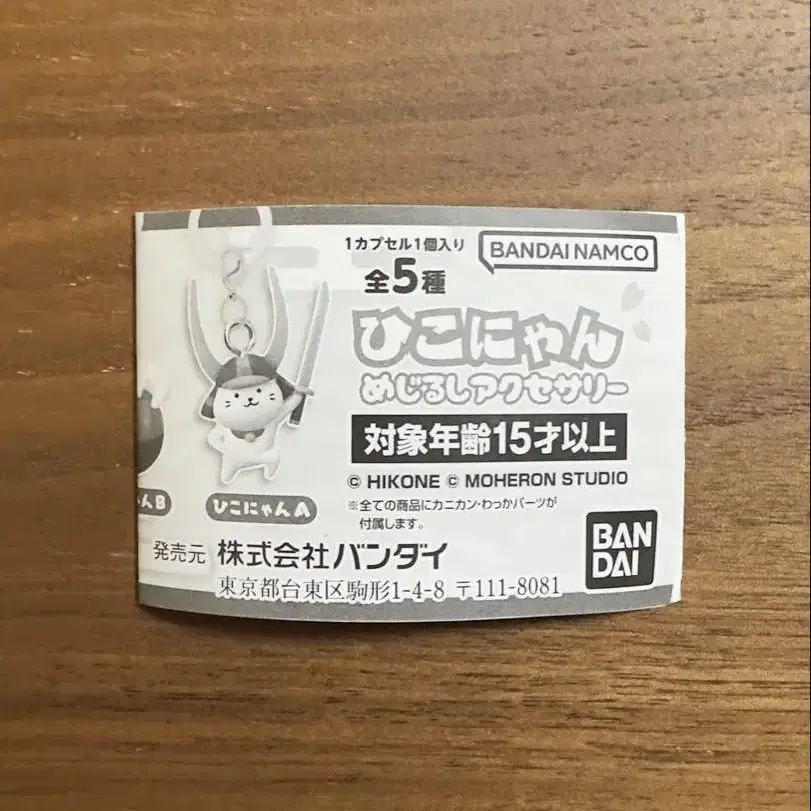 1カプセル1個入り
全5種
BANDAI NAMCO
ひこにゃん
めじるしアクセサリー
対象年齢15才以上
© HIKONE © MOHERON STUDIO
※全ての商品にカニカン・わっかパーツが
付属します。
んB
ひこにゃんA
発売元 株式会社バンダイ
東京都台東区駒形1-4-8 〒111-8081
BAN
DAI